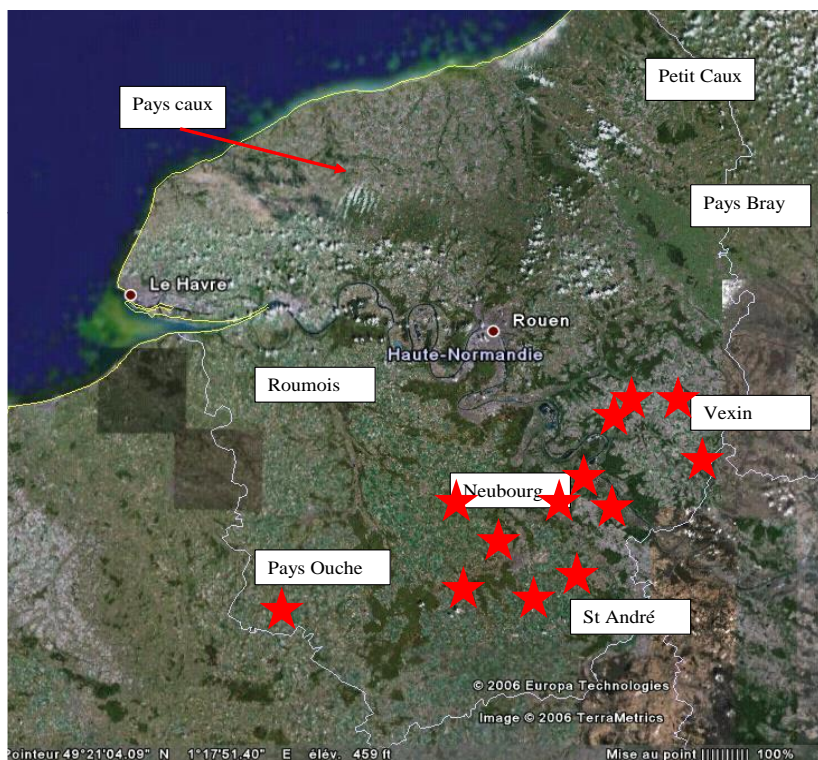 Petit Caux
Pays caux
Pays Bray
Le Havre
Rouen
Haute-Normandie
Roumois
Vexin
Neubourg
Pays Ouche
St André
© 2006 Europa Technologies
Image © 2006 TerraMetrics
Pointeur 49°21'04.09" N 1°17'51.40" E élév. 459 ft Mise au point |||||||||| 100%